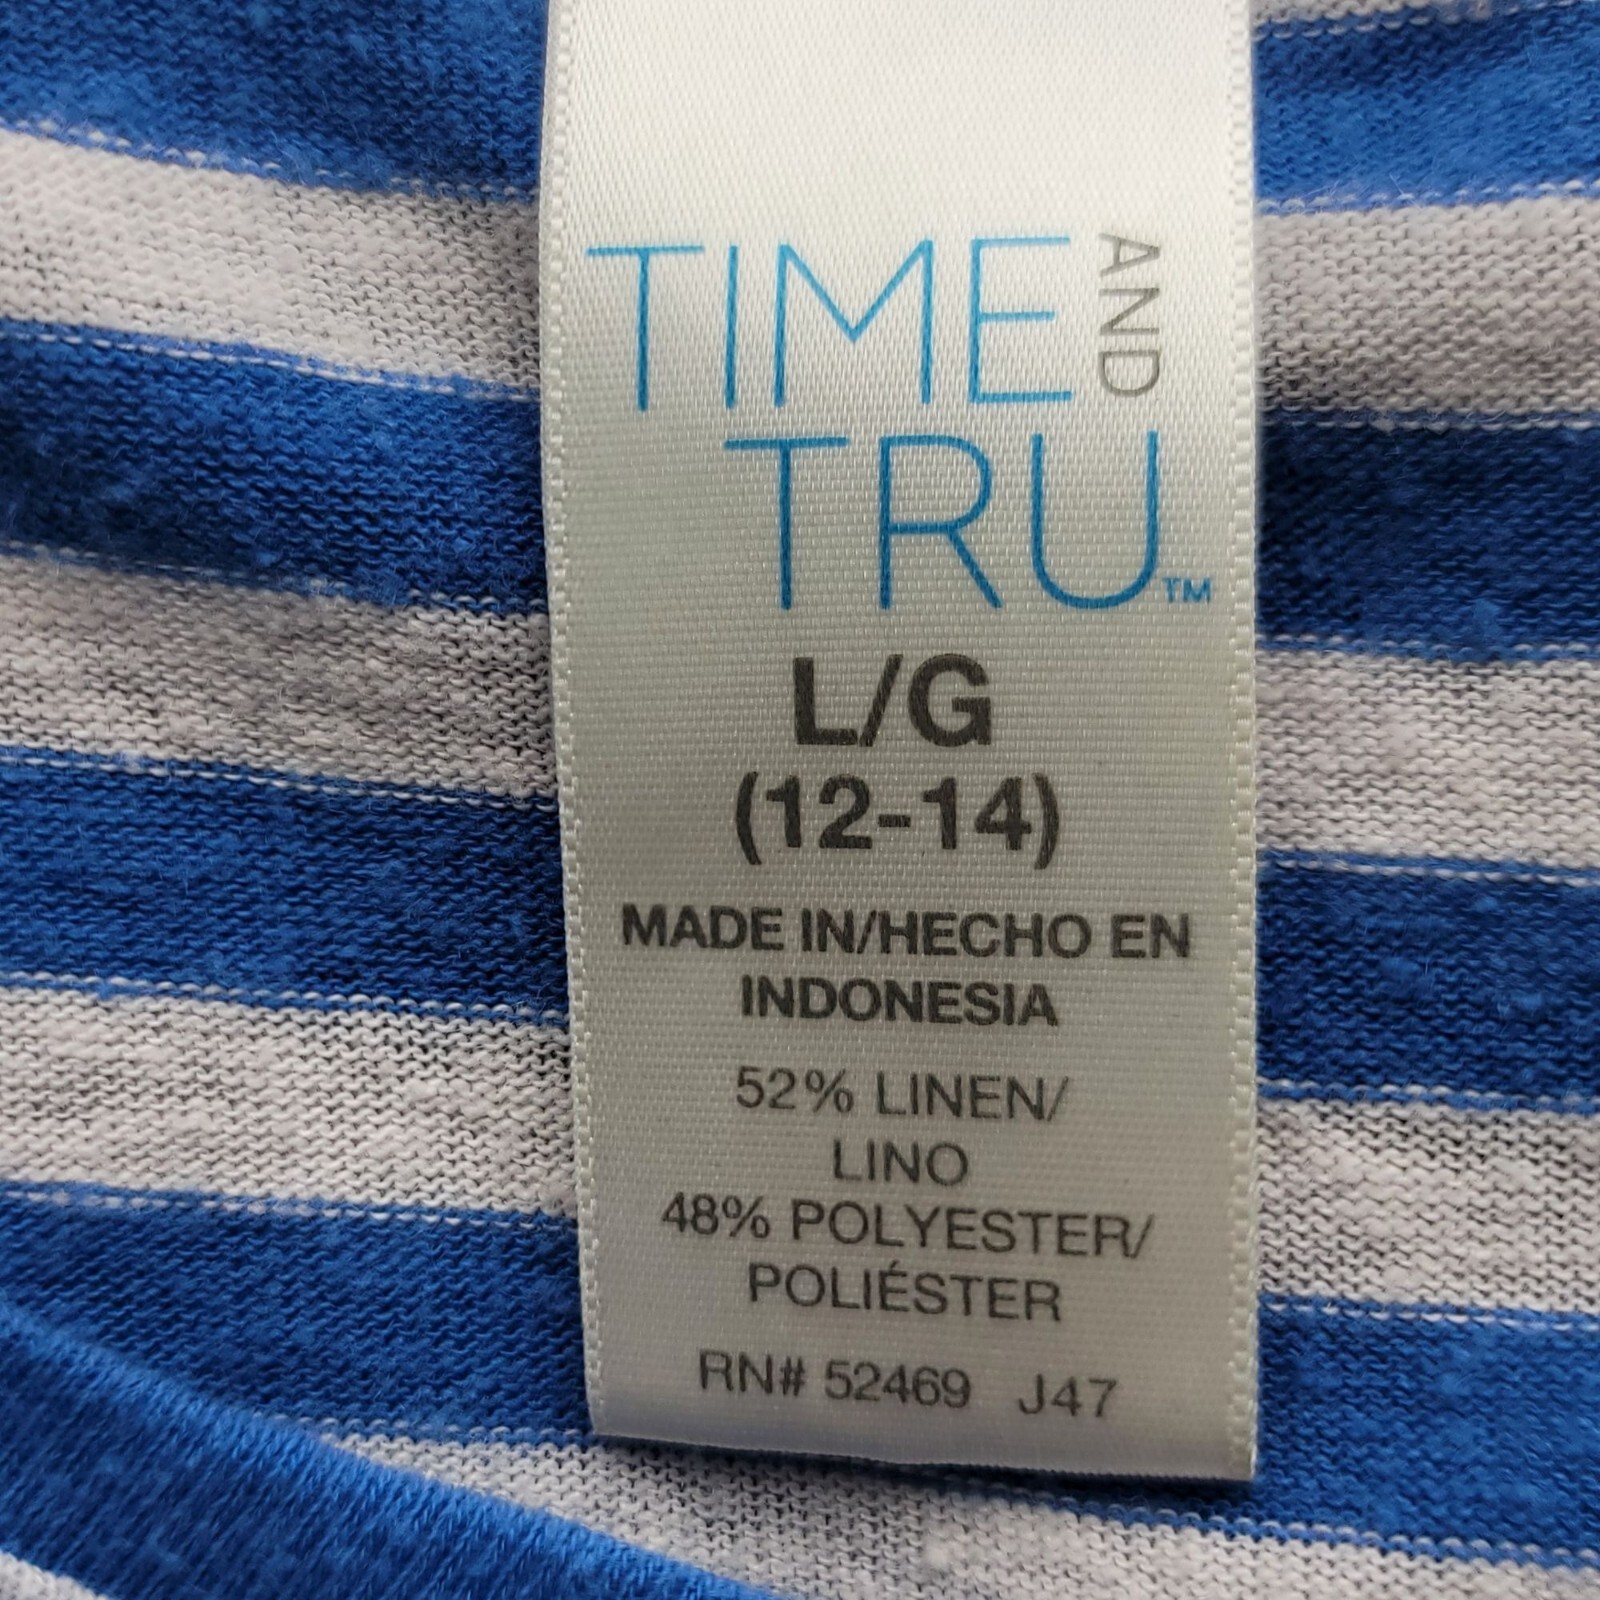 TIME AND
TRU™
L/G
(12-14)
MADE IN/HECHO EN
INDONESIA
52% LINEN/
LINO
48% POLYESTER/
POLIÉSTER
RN# 52469 J47